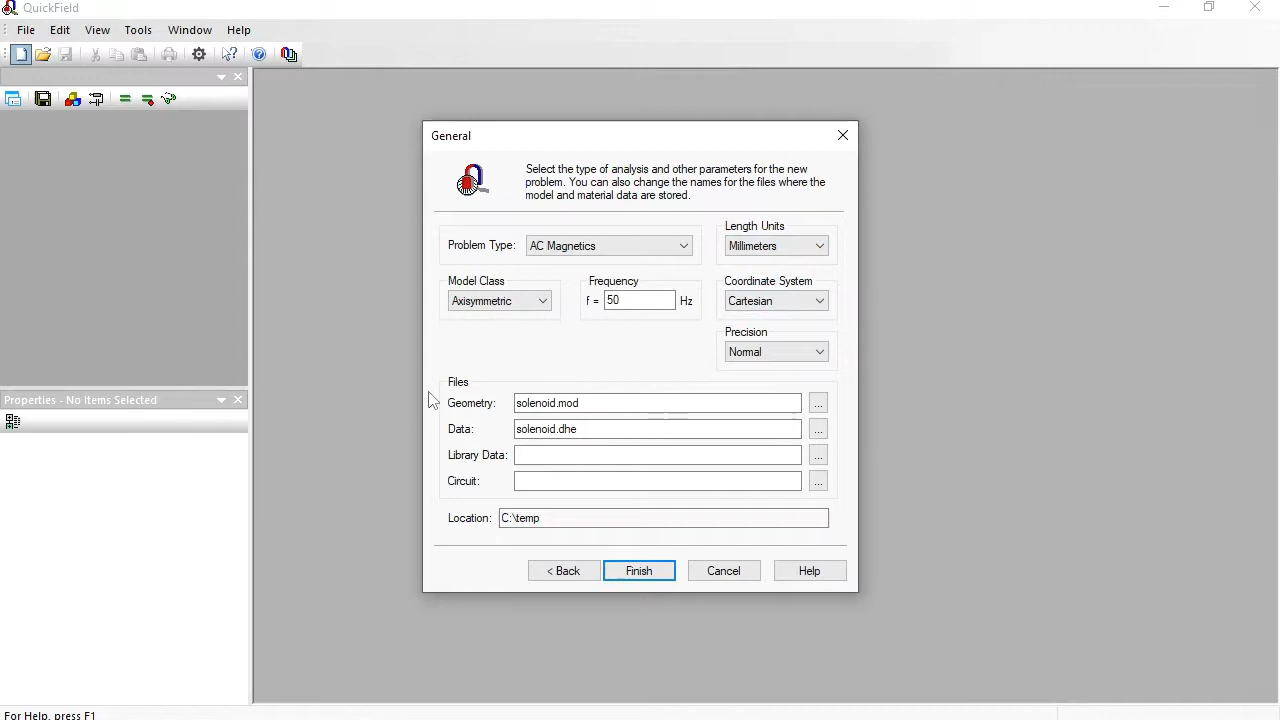 QuickField
File Edit View Tools Window Help
General
Select the type of analysis and other parameters for the new
problem. You can also change the names for the files where the
model and material data are stored.
Length Units
Problem Type: AC Magnetics Millimeters
Model Class Frequency Coordinate System
Axisymmetric f = 50 Hz Cartesian
Precision
Normal
Files
Properties - No Items Selected
Geometry: solenoid.mod ...
Data: solenoid.dhe ...
Library Data: ...
Circuit: ...
Location: C:\temp
< Back Finish Cancel Help
For Help, press F1